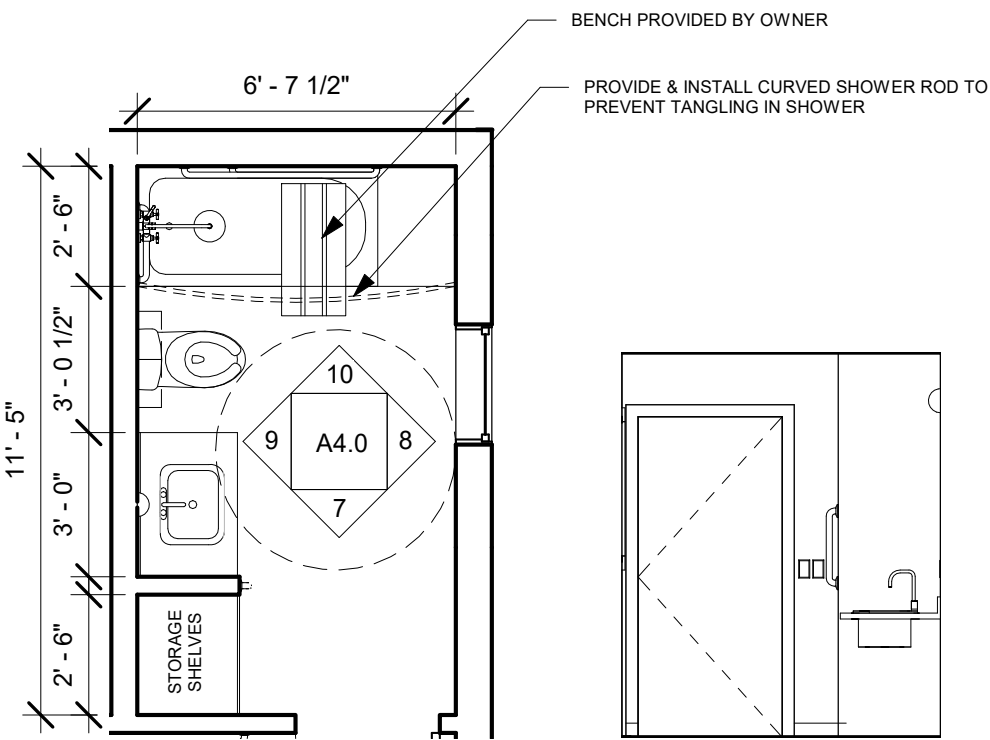 BENCH PROVIDED BY OWNER
PROVIDE & INSTALL CURVED SHOWER ROD TO
PREVENT TANGLING IN SHOWER
6' - 7 1/2"
2' - 6"
3' - 0 1/2"
11' - 5"
3' - 0"
2' - 6"
10
9
A4.0
8
7
STORAGE
SHELVES